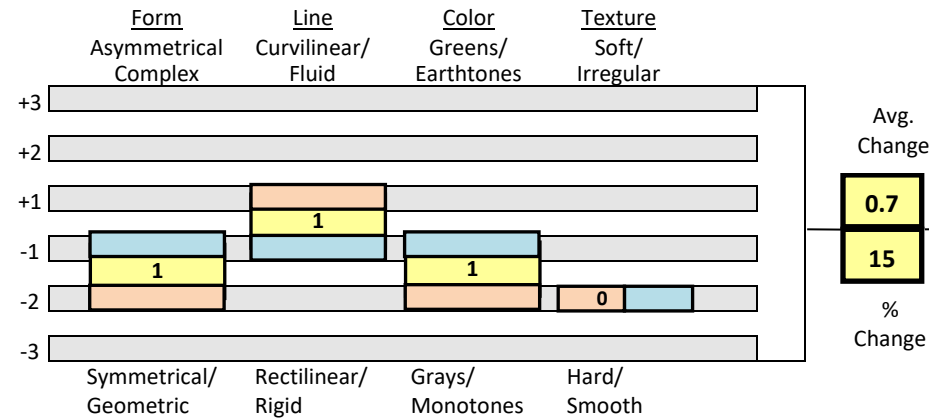 Form Line Color Texture
Asymmetrical Curvilinear/ Greens/ Soft/
Complex Fluid Earthtones Irregular
+3
Avg.
Change
+2
+1
0.7
1
-1
1 1
15
-2 0
%
Change
-3
Symmetrical/ Rectilinear/ Grays/ Hard/
Geometric Rigid Monotones Smooth